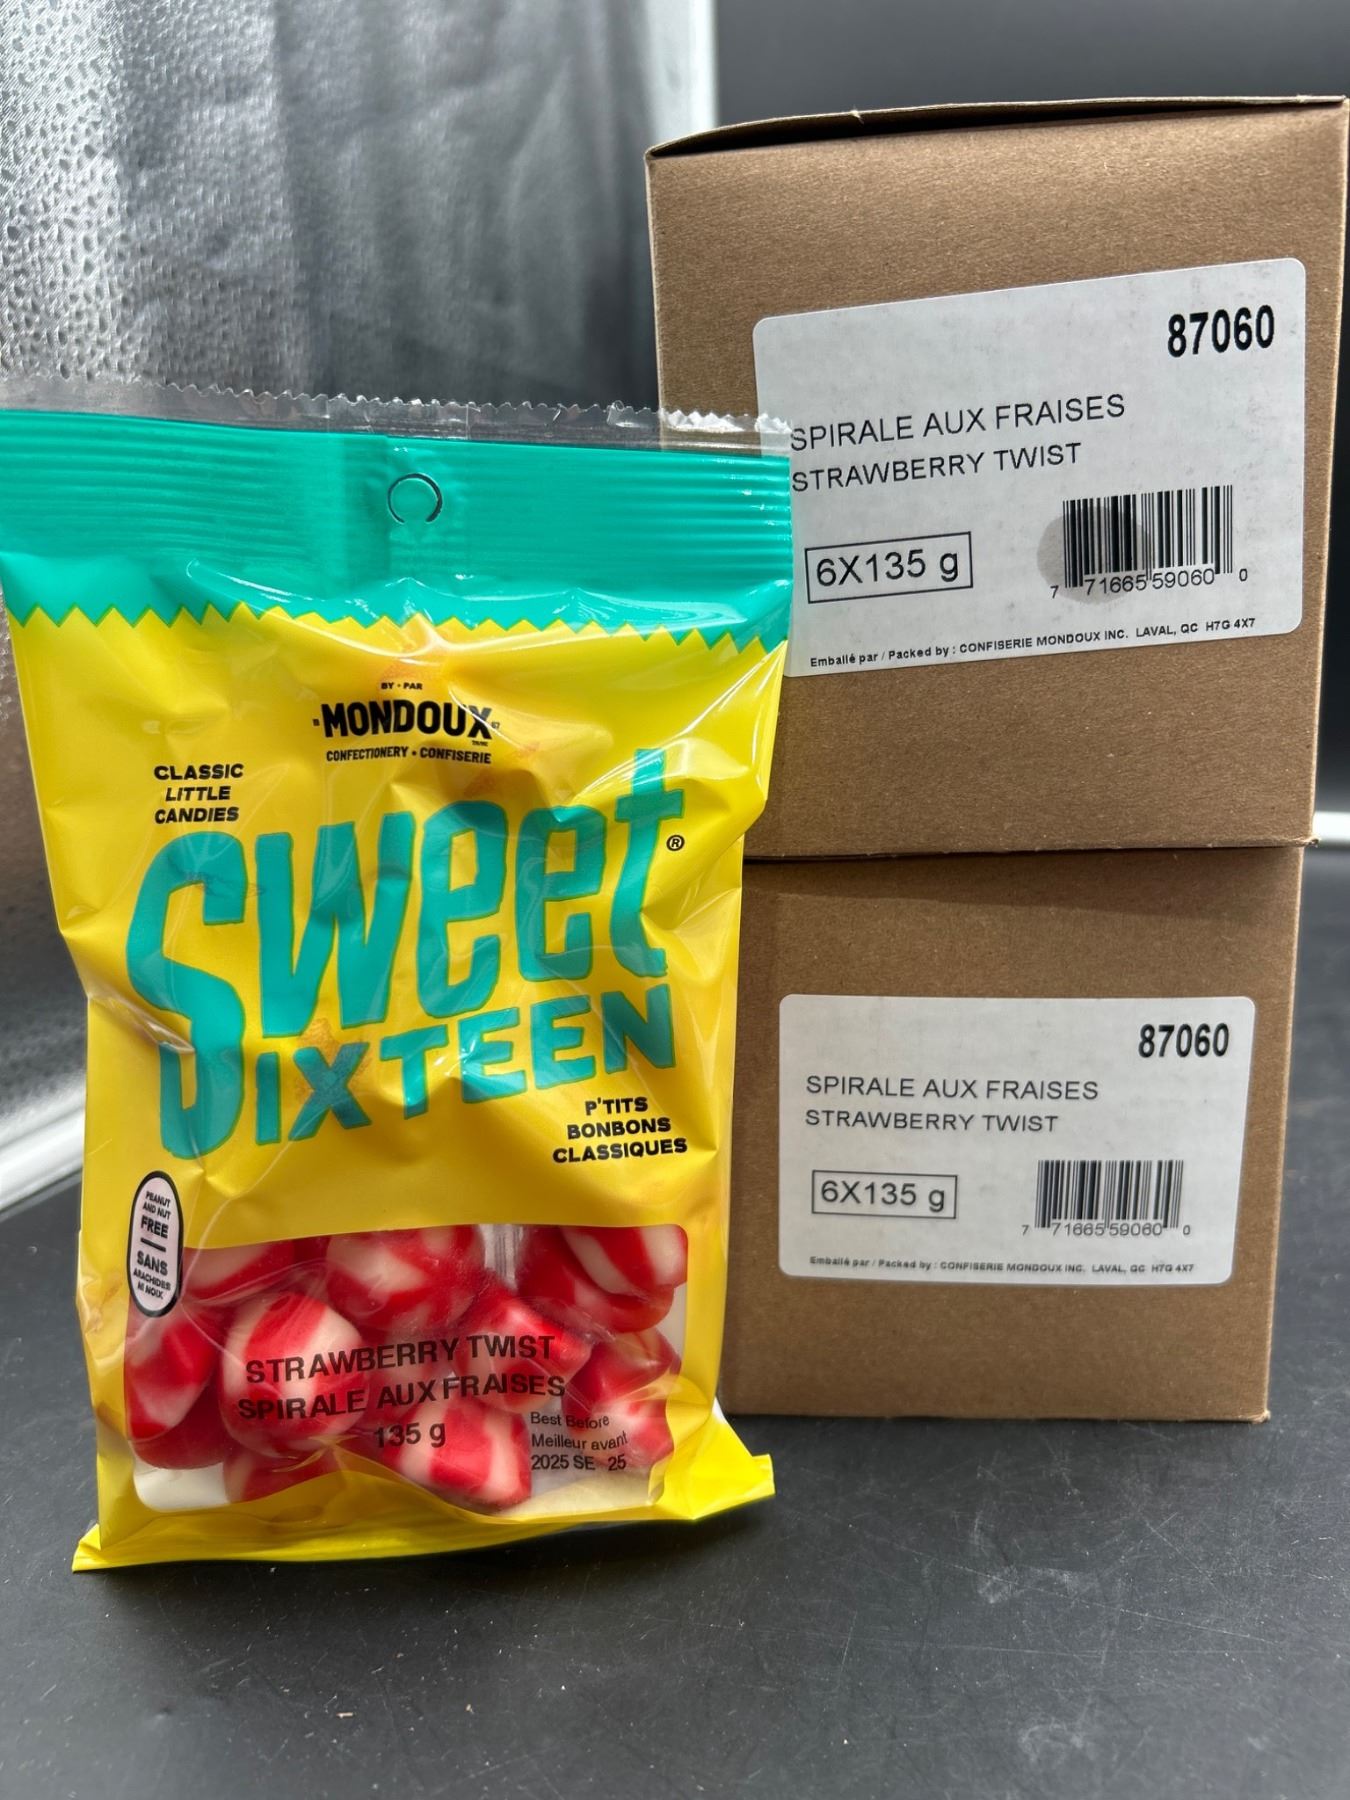 BY • PAR
MONDOUX
CONFECTIONERY • CONFISERIE
CLASSIC
LITTLE
CANDIES
Sweet®
SIXTEEN
P'TITS
BONBONS
CLASSIQUES
PEANUT
AND NUT
FREE
SANS
ARACHIDES
NI NOIX
STRAWBERRY TWIST
SPIRALE AUX FRAISES
135 g
Best Before
Meilleur avant
2025 SE 25
87060
SPIRALE AUX FRAISES
STRAWBERRY TWIST
6X135 g
7 71665 59060 0
Emballé par / Packed by : CONFISERIE MONDOUX INC. LAVAL, QC H7G 4X7
87060
SPIRALE AUX FRAISES
STRAWBERRY TWIST
6X135 g
7 71665 59060 0
Emballé par / Packed by : CONFISERIE MONDOUX INC. LAVAL, QC H7G 4X7